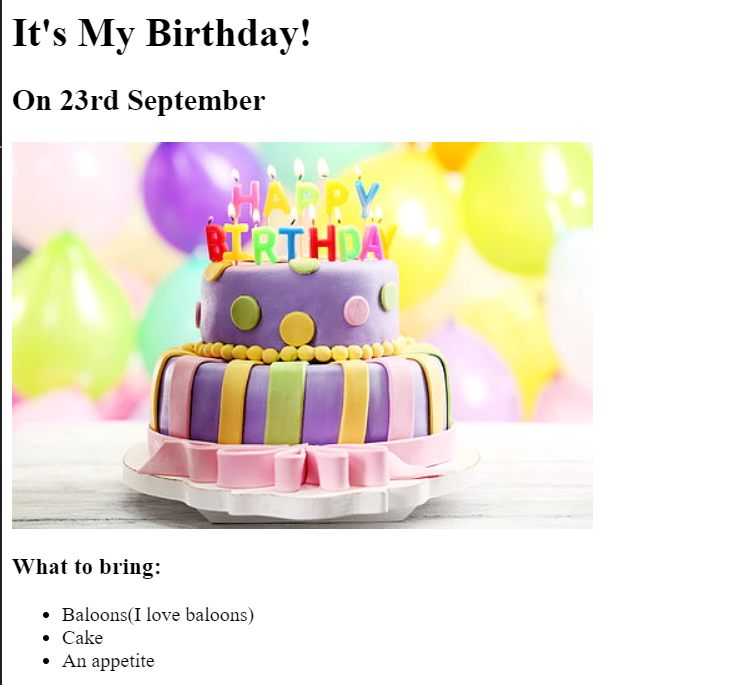 It's My Birthday!
On 23rd September
HAPPY
BIRTHDAY
What to bring:
Baloons(I love baloons)
Cake
An appetite